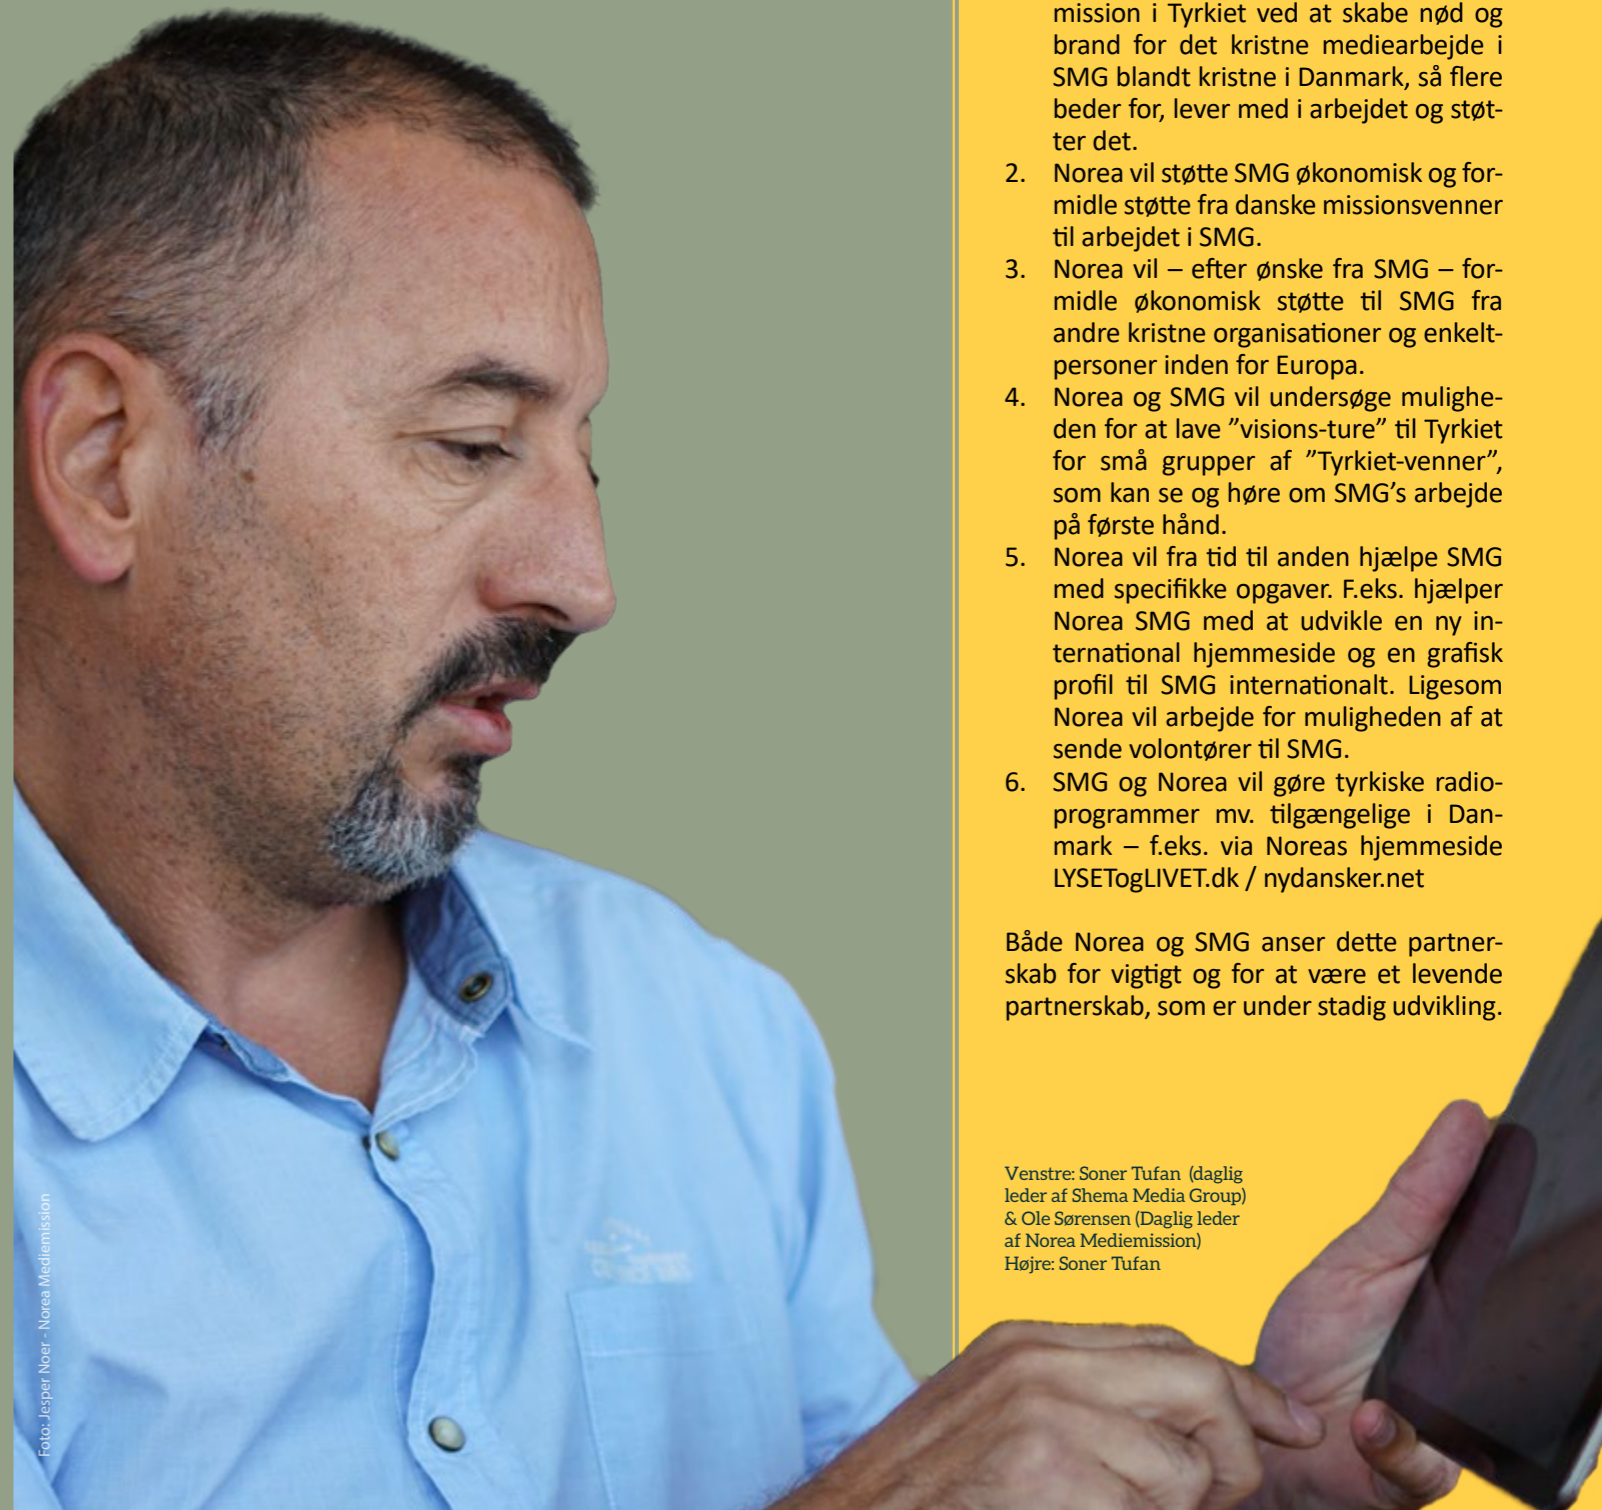 mission i Tyrkiet ved at skabe nød og
brand for det kristne mediearbejde i
SMG blandt kristne i Danmark, så flere
beder for, lever med i arbejdet og støt-
ter det.
2. Norea vil støtte SMG økonomisk og for-
midle støtte fra danske missionsvenner
til arbejdet i SMG.
3. Norea vil – efter ønske fra SMG – for-
midle økonomisk støtte til SMG fra
andre kristne organisationer og enkelt-
personer inden for Europa.
4. Norea og SMG vil undersøge mulighe-
den for at lave ”visions-ture” til Tyrkiet
for små grupper af ”Tyrkiet-venner”,
som kan se og høre om SMG’s arbejde
på første hånd.
5. Norea vil fra tid til anden hjælpe SMG
med specifikke opgaver. F.eks. hjælper
Norea SMG med at udvikle en ny in-
ternational hjemmeside og en grafisk
profil til SMG internationalt. Ligesom
Norea vil arbejde for muligheden af at
sende volontører til SMG.
6. SMG og Norea vil gøre tyrkiske radio-
programmer mv. tilgængelige i Dan-
mark – f.eks. via Noreas hjemmeside
LYSETogLIVET.dk / nydansker.net
Både Norea og SMG anser dette partner-
skab for vigtigt og for at være et levende
partnerskab, som er under stadig udvikling.
Venstre: Soner Tufan (daglig
leder af Shema Media Group)
& Ole Sørensen (Daglig leder
af Norea Mediemission)
Højre: Soner Tufan
Foto: Jesper Noer - Norea Mediemission